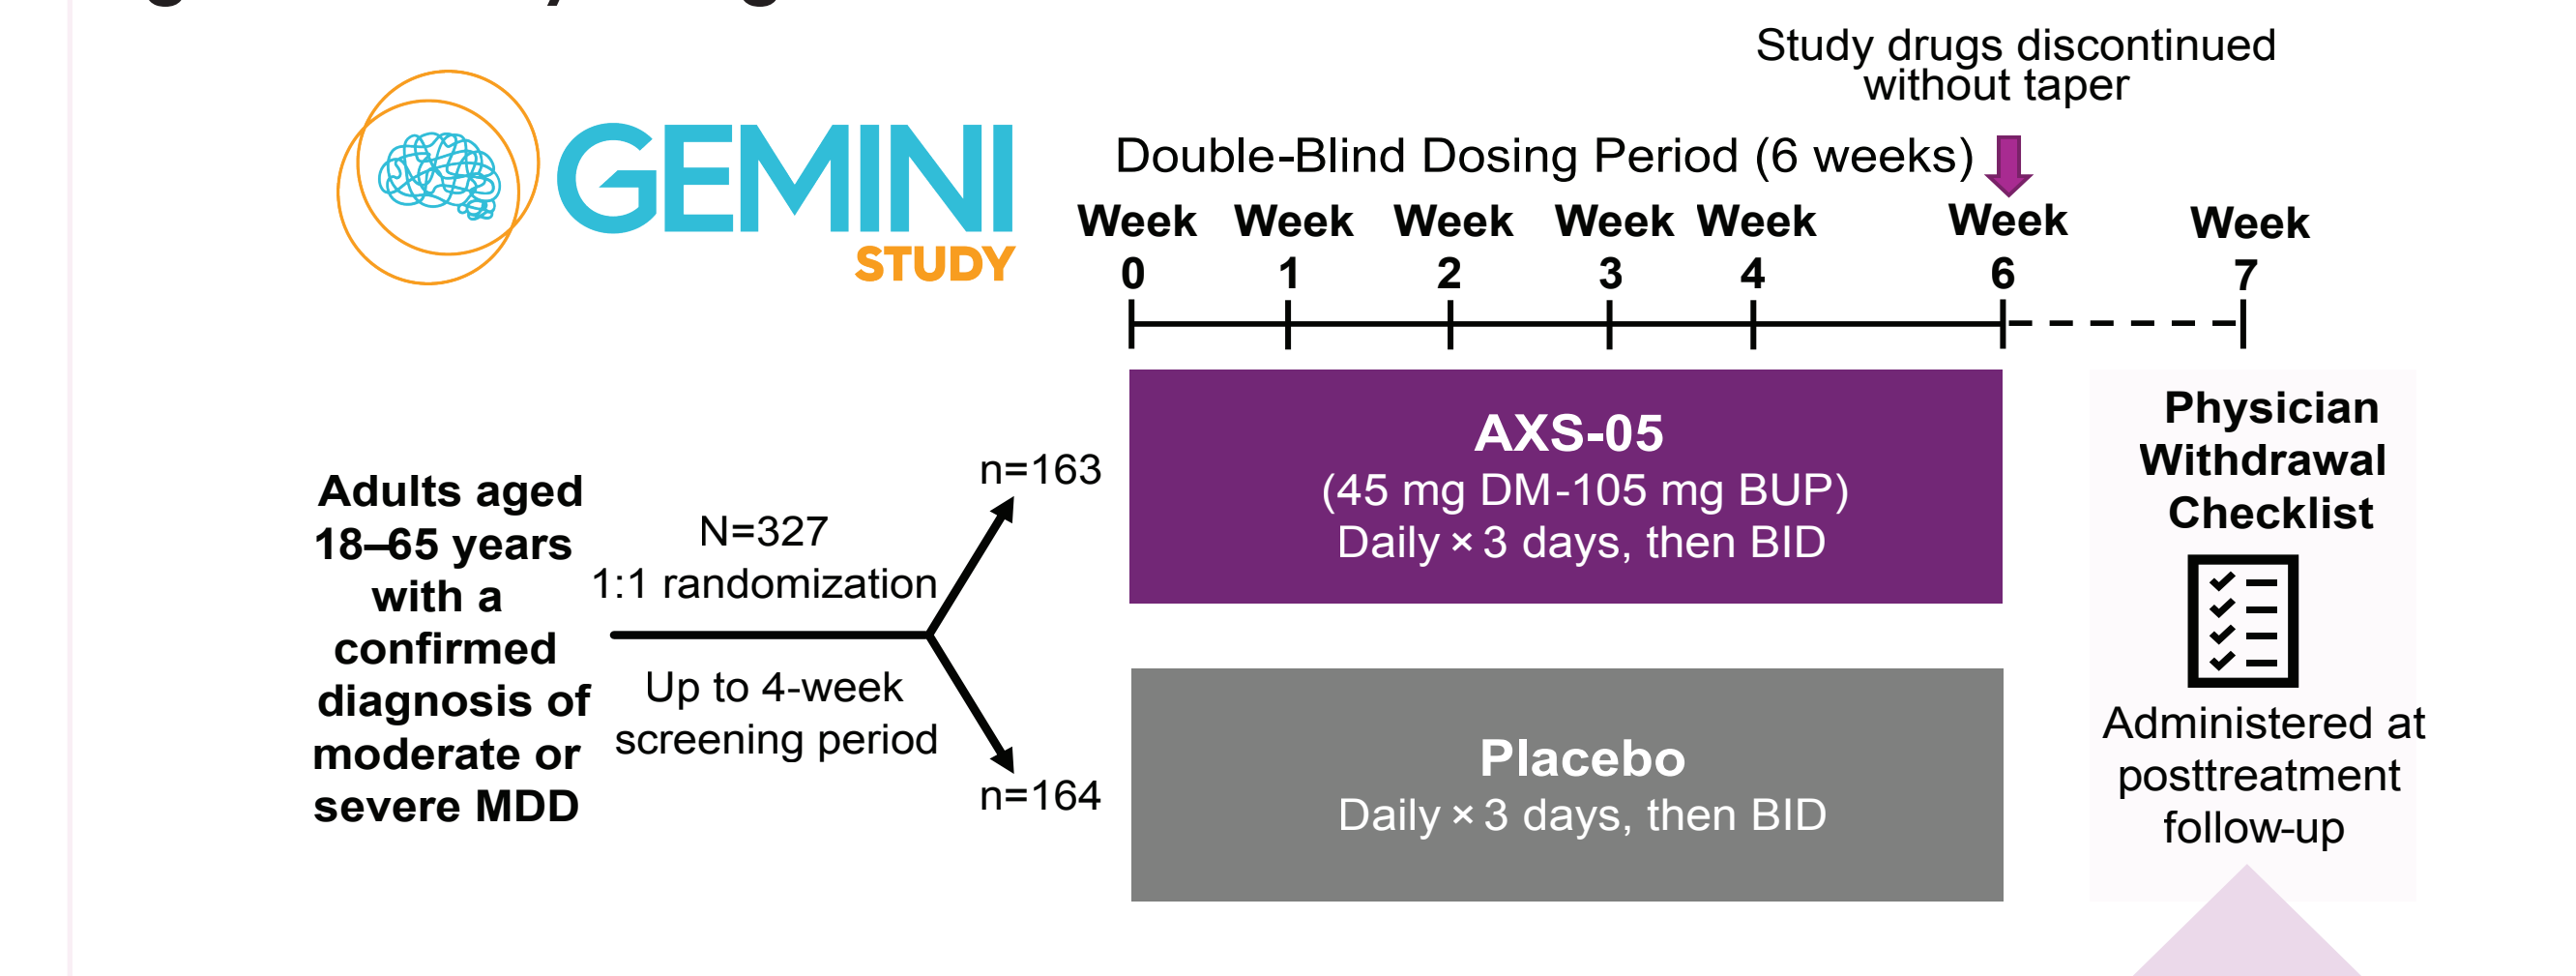 GEMINI
STUDY
Study drugs discontinued
without taper
Double-Blind Dosing Period (6 weeks)
Week Week Week Week Week Week Week
0 1 2 3 4 6 7
Adults aged
18–65 years
with a
confirmed
diagnosis of
moderate or
severe MDD
N=327
1:1 randomization
Up to 4-week
screening period
n=163
n=164
AXS-05
(45 mg DM-105 mg BUP)
Daily × 3 days, then BID
Placebo
Daily × 3 days, then BID
Physician
Withdrawal
Checklist
Administered at
posttreatment
follow-up